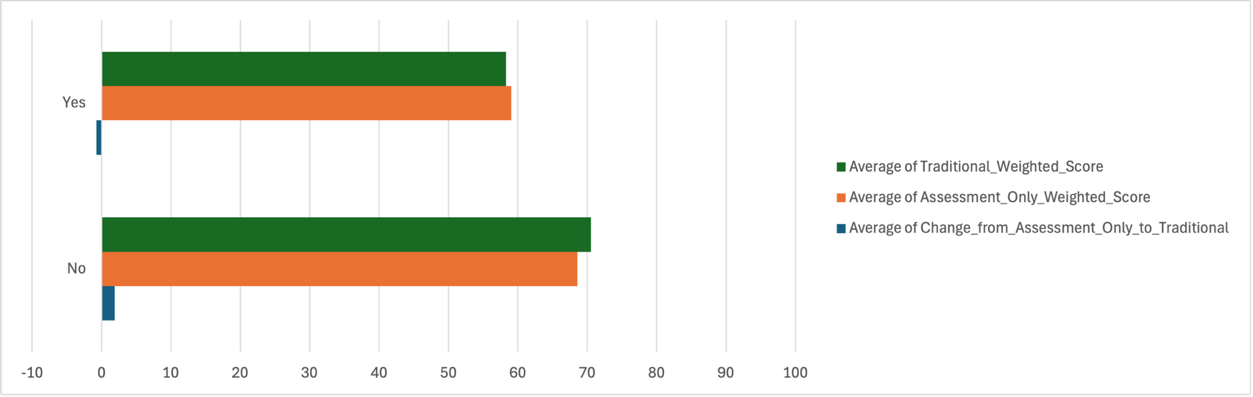 Yes
No
-10 0 10 20 30 40 50 60 70 80 90 100
Average of Traditional_Weighted_Score
Average of Assessment_Only_Weighted_Score
Average of Change_from_Assessment_Only_to_Traditional